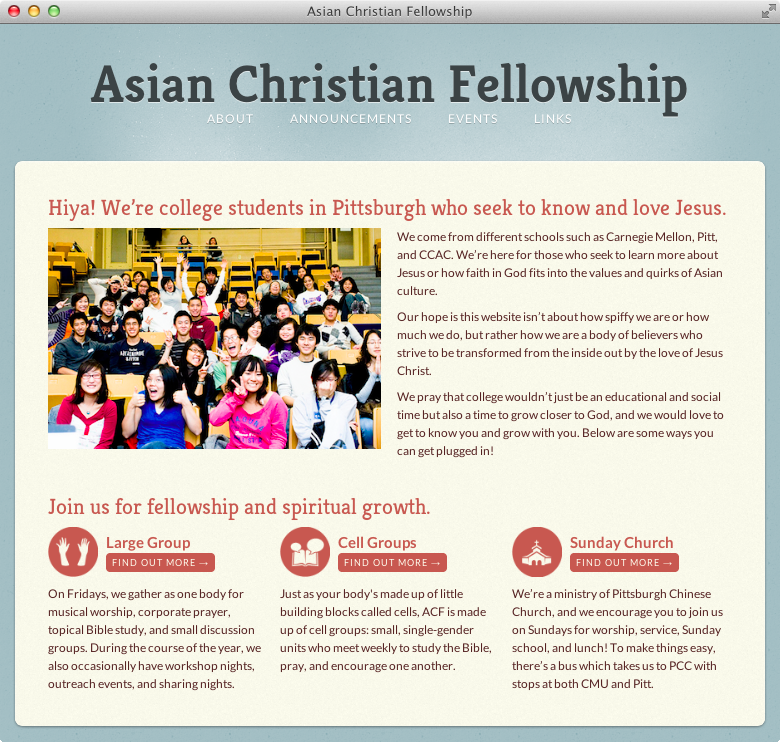 Asian Christian Fellowship
Asian Christian Fellowship
ABOUT ANNOUNCEMENTS EVENTS LINKS
Hiya! We’re college students in Pittsburgh who seek to know and love Jesus.
We come from different schools such as Carnegie Mellon, Pitt,
and CCAC. We’re here for those who seek to learn more about
Jesus or how faith in God fits into the values and quirks of Asian
culture.
Our hope is this website isn’t about how spiffy we are or how
much we do, but rather how we are a body of believers who
strive to be transformed from the inside out by the love of Jesus
Christ.
We pray that college wouldn’t just be an educational and social
time but also a time to grow closer to God, and we would love to
get to know you and grow with you. Below are some ways you
can get plugged in!
Join us for fellowship and spiritual growth.
Large Group
FIND OUT MORE →
On Fridays, we gather as one body for
musical worship, corporate prayer,
topical Bible study, and small discussion
groups. During the course of the year, we
also occasionally have workshop nights,
outreach events, and sharing nights.
Cell Groups
FIND OUT MORE →
Just as your body’s made up of little
building blocks called cells, ACF is made
up of cell groups: small, single-gender
units who meet weekly to study the Bible,
pray, and encourage one another.
Sunday Church
FIND OUT MORE →
We’re a ministry of Pittsburgh Chinese
Church, and we encourage you to join us
on Sundays for worship, service, Sunday
school, and lunch! To make things easy,
there’s a bus which takes us to PCC with
stops at both CMU and Pitt.